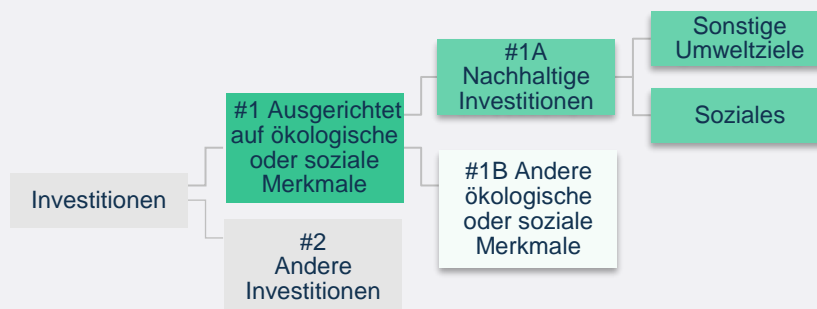 Investitionen
#1 Ausgerichtet
auf ökologische
oder soziale
Merkmale
#2
Andere
Investitionen
#1A
Nachhaltige
Investitionen
#1B Andere
ökologische
oder soziale
Merkmale
Sonstige
Umweltziele
Soziales